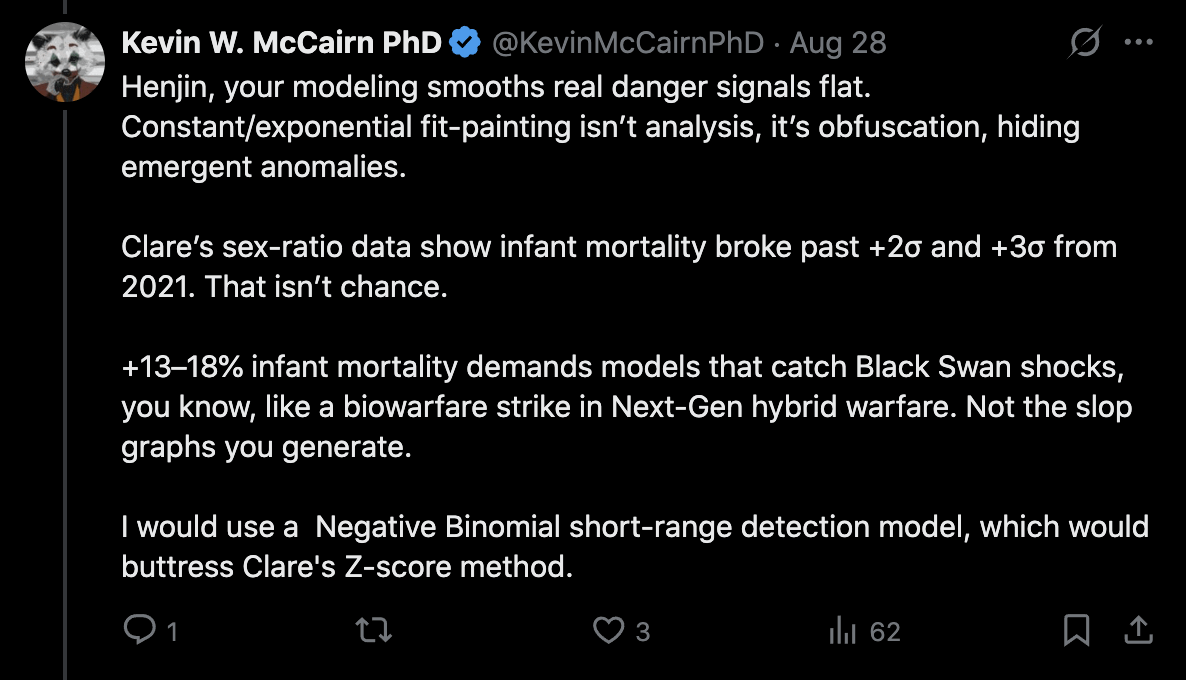 Kevin W. McCairn PhD @KevinMcCairnPhD · Aug 28
Henjin, your modeling smooths real danger signals flat.
Constant/exponential fit-painting isn’t analysis, it’s obfuscation, hiding
emergent anomalies.
Clare’s sex-ratio data show infant mortality broke past +2σ and +3σ from
2021. That isn’t chance.
+13–18% infant mortality demands models that catch Black Swan shocks,
you know, like a biowarfare strike in Next-Gen hybrid warfare. Not the slop
graphs you generate.
I would use a  Negative Binomial short-range detection model, which would
buttress Clare's Z-score method.
1 3 62